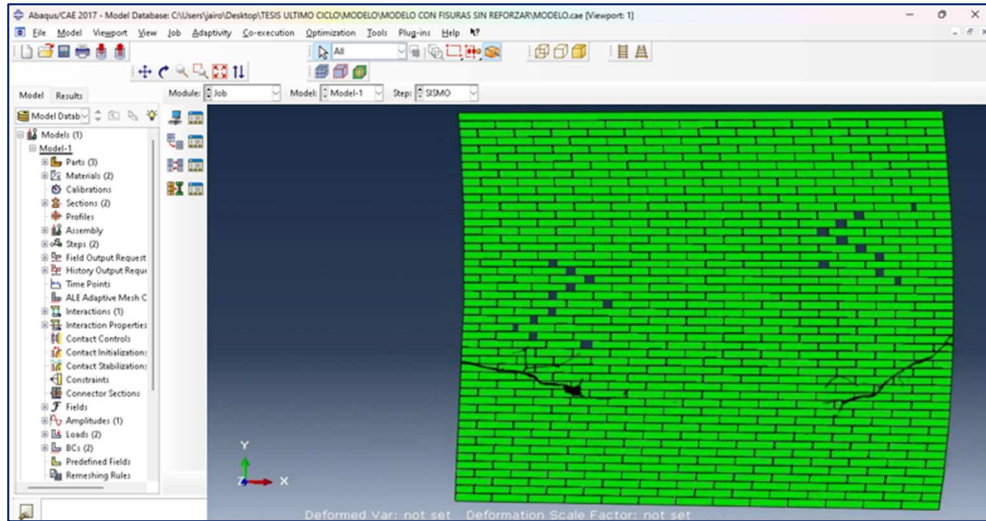 Abaqus/CAE 2017 - Model Database: C:\Users\jairo\Desktop\TESIS ULTIMO CICLO\MODELO\MODELO CON FISURAS SIN REFORZAR\MODELO.cae [Viewport: 1]
File Model Viewport View Job Adaptivity Co-execution Optimization Tools Plug-ins Help
All
Model Results Module: Job Model: Model-1 Step: SISMO
Model Datab
Models (1)
Model-1
Parts (3)
Materials (2)
Calibrations
Sections (2)
Profiles
Assembly
Steps (2)
Field Output Request
History Output Reque
Time Points
ALE Adaptive Mesh C
Interactions (1)
Interaction Properties
Contact Controls
Contact Initializations
Contact Stabilizations
Constraints
Connector Sections
Fields
Amplitudes (1)
Loads (2)
BCs (2)
Predefined Fields
Remeshing Rules
Y
Z X
Deformed Var: not set Deformation Scale Factor: not set